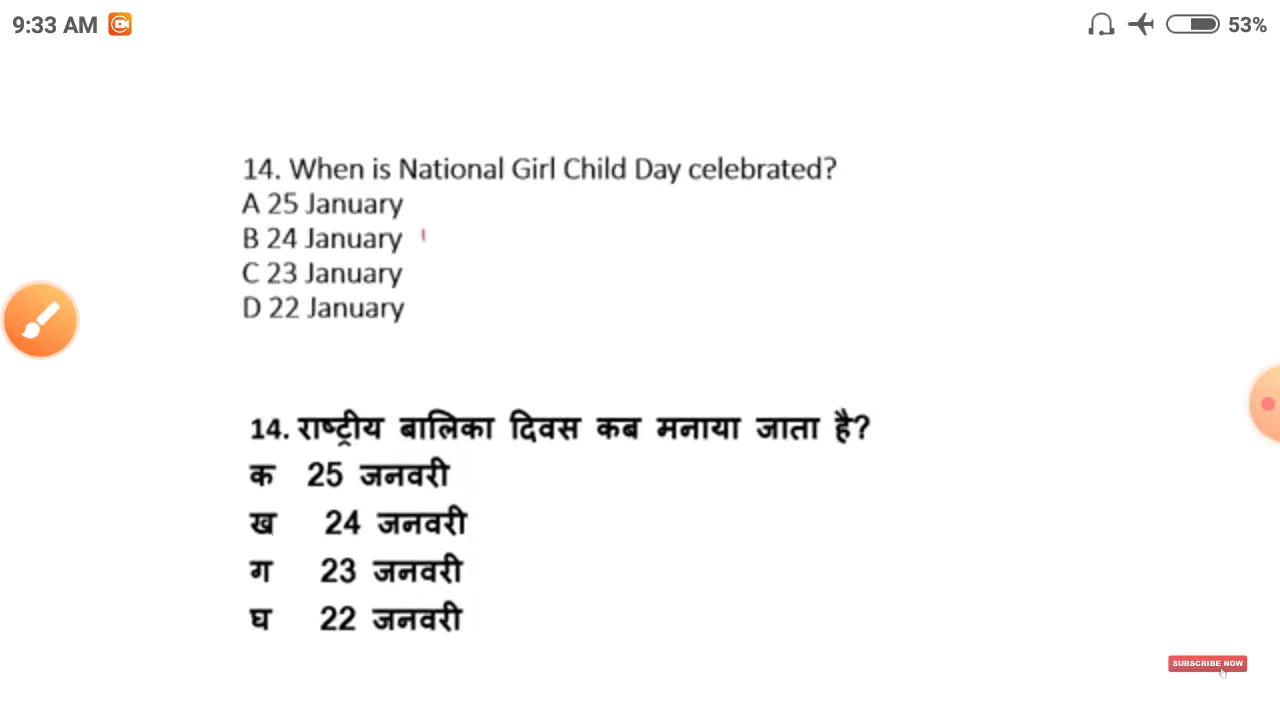 9:33 AM 53%
14. When is National Girl Child Day celebrated?
A 25 January
B 24 January
C 23 January
D 22 January
14. राष्ट्रीय बालिका दिवस कब मनाया जाता है?
क 25 जनवरी
ख 24 जनवरी
ग 23 जनवरी
घ 22 जनवरी
SUBSCRIBE NOW